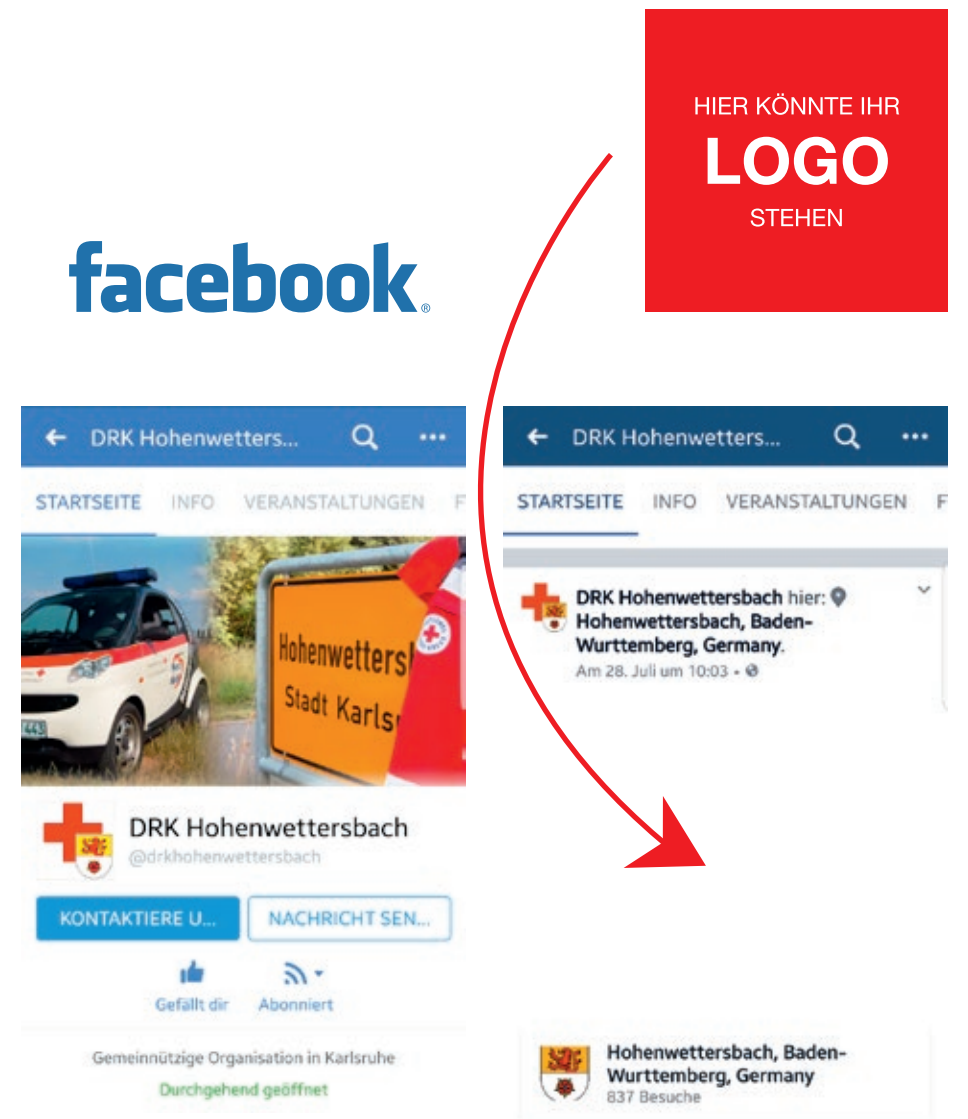 HIER KÖNNTE IHR
LOGO
STEHEN
facebook®
DRK Hohenwetters...
STARTSEITE INFO VERANSTALTUNGEN F
Hohenwettersl
Stadt Karls
443
DRK Hohenwettersbach
@drkhohenwettersbach
KONTAKTIERE U...
NACHRICHT SEN...
Gefällt dir
Abonniert
Gemeinnützige Organisation in Karlsruhe
Durchgehend geöffnet
DRK Hohenwetters...
STARTSEITE INFO VERANSTALTUNGEN F
DRK Hohenwettersbach hier:
Hohenwettersbach, Baden-
Wurttemberg, Germany.
Am 28. Juli um 10:03 •
Hohenwettersbach, Baden-
Wurttemberg, Germany
837 Besuche